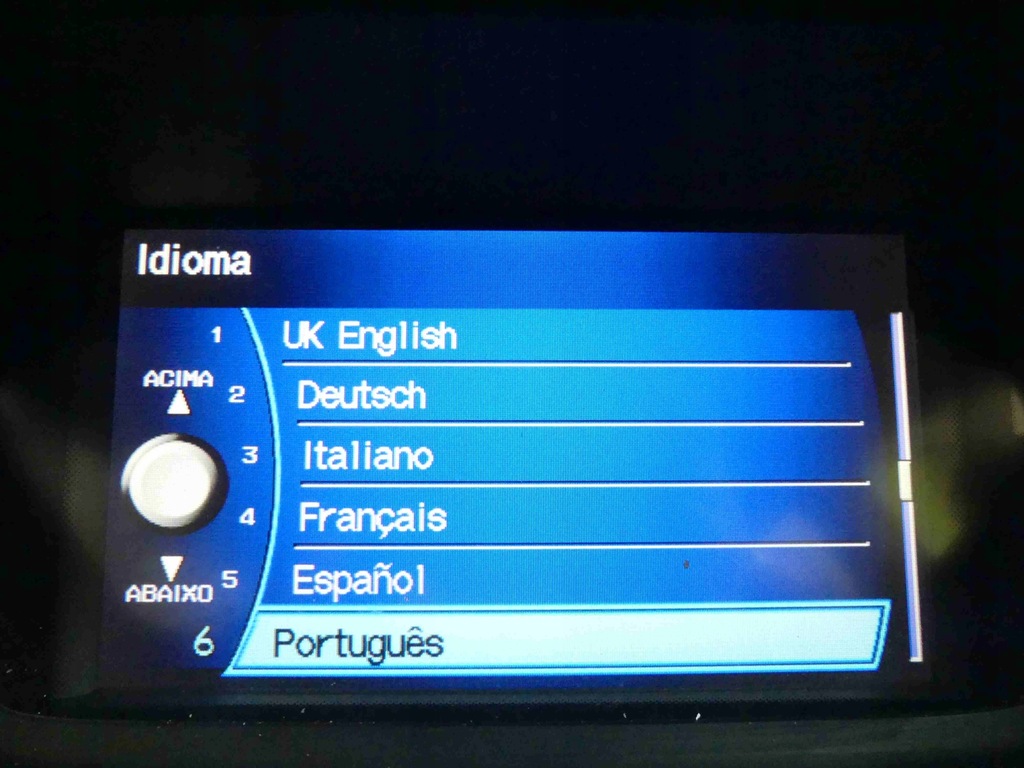 Idioma
1 UK English
ACIMA
2 Deutsch
3 Italiano
4 Français
5 Español
ABAIXO
6 Português